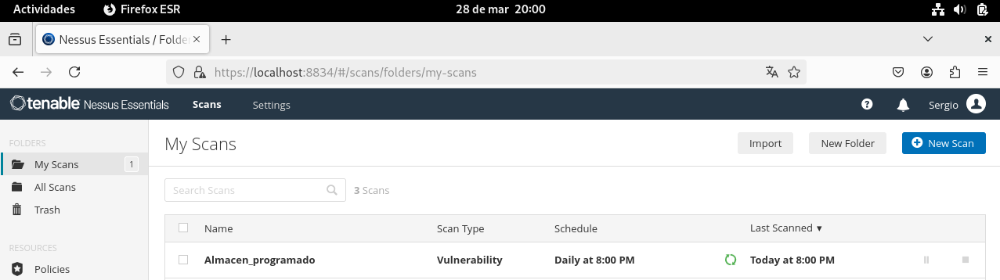 Actividades Firefox ESR 28 de mar 20:00
Nessus Essentials / Folde
https://localhost:8834/#/scans/folders/my-scans
tenable Nessus Essentials Scans Settings Sergio
FOLDERS
My Scans 1
All Scans
Trash
RESOURCES
Policies
My Scans Import New Folder New Scan
Search Scans 3 Scans
Name Scan Type Schedule Last Scanned ▼
Almacen_programado Vulnerability Daily at 8:00 PM Today at 8:00 PM